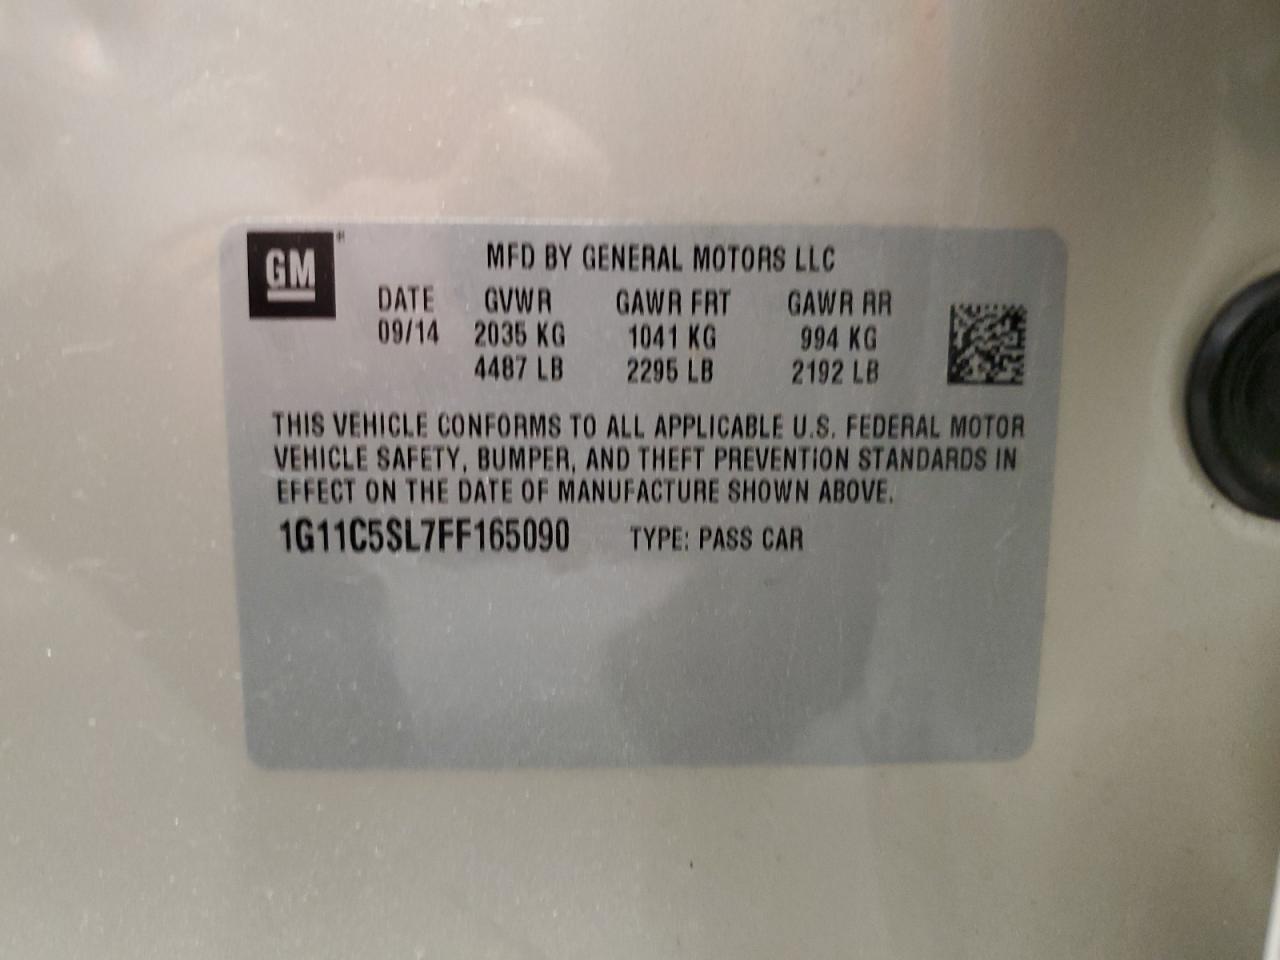 GM
MFD BY GENERAL MOTORS LLC
DATE GVWR GAWR FRT GAWR RR
09/14 2035 KG 1041 KG 994 KG
4487 LB 2295 LB 2192 LB
THIS VEHICLE CONFORMS TO ALL APPLICABLE U.S. FEDERAL MOTOR
VEHICLE SAFETY, BUMPER, AND THEFT PREVENTION STANDARDS IN
EFFECT ON THE DATE OF MANUFACTURE SHOWN ABOVE.
1G11C5SL7FF165090 TYPE: PASS CAR